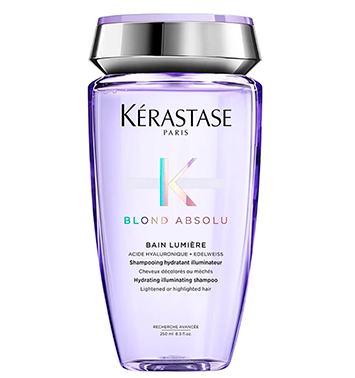 KÉRASTASE
PARIS
K
BLOND ABSOLU
BAIN LUMIÈRE
ACIDE HYALURONIQUE + EDELWEISS
Shampooing hydratant illuminateur
Cheveux décolorés ou méchés
Hydrating illuminating shampoo
Lightened or highlighted hair
RECHERCHE AVANCÉE
250 ml 8.5 fl.oz.